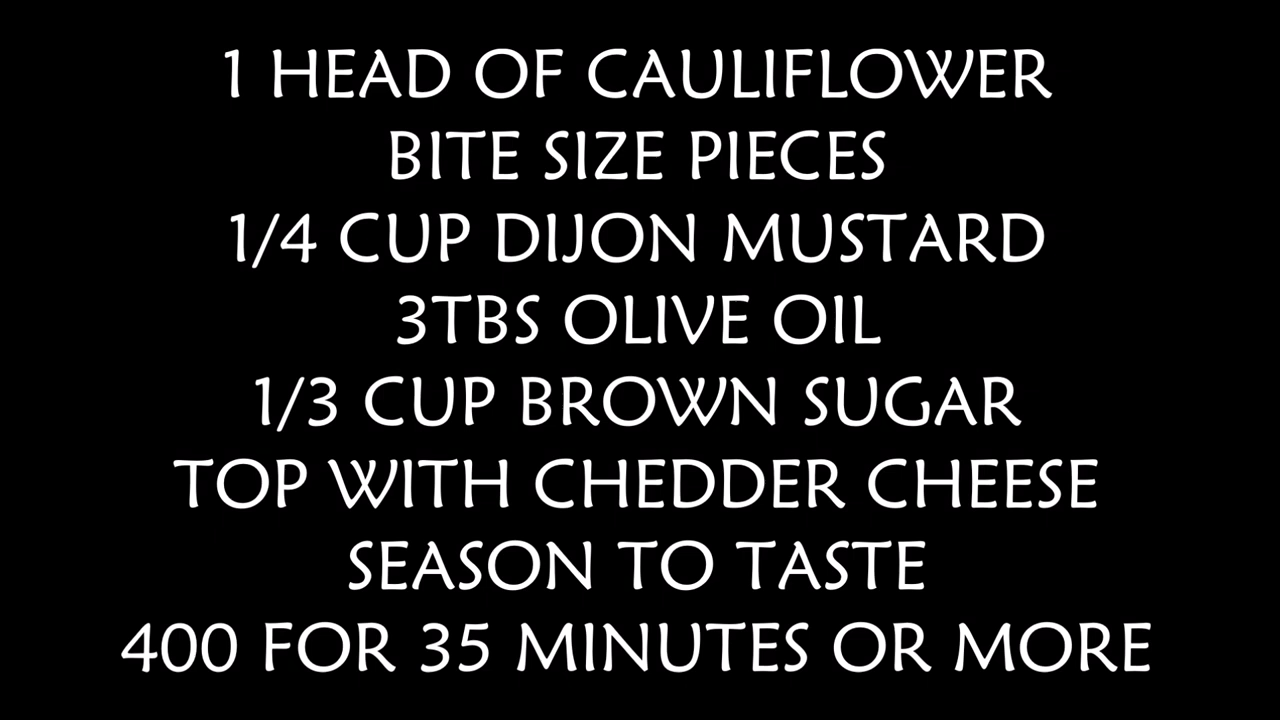 1 HEAD OF CAULIFLOWER
BITE SIZE PIECES
1/4 CUP DIJON MUSTARD
3TBS OLIVE OIL
1/3 CUP BROWN SUGAR
TOP WITH CHEDDER CHEESE
SEASON TO TASTE
400 FOR 35 MINUTES OR MORE